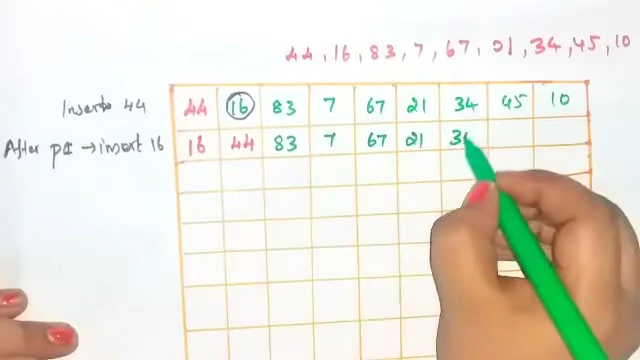 44, 16, 83, 7, 67, 21, 34, 45, 10
Inserts 44 44 16 83 7 67 21 34 45 10
After → insert 16 16 44 83 7 67 21 34